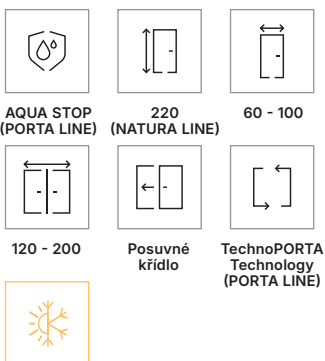 AQUA STOP
(PORTA LINE)
220
(NATURA LINE)
60 - 100
120 - 200
Posuvné
křídlo
TechnoPORTA
Technology
(PORTA LINE)